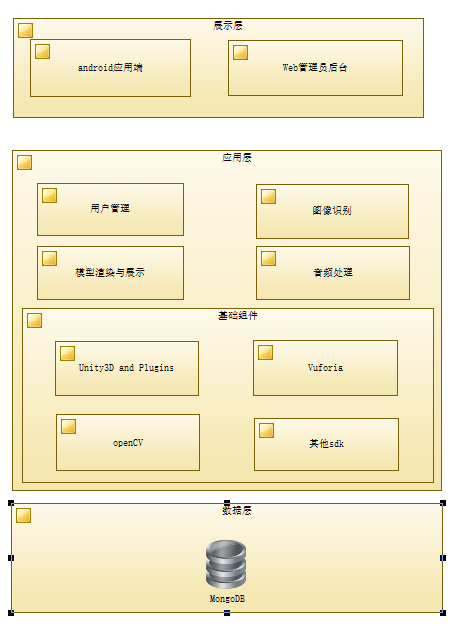 展示层
android应用端
Web管理员后台
应用层
用户管理
图像识别
模型渲染与展示
音频处理
基础组件
Unity3D and Plugins
Vuforia
openCV
其他sdk
数据层
MongoDB